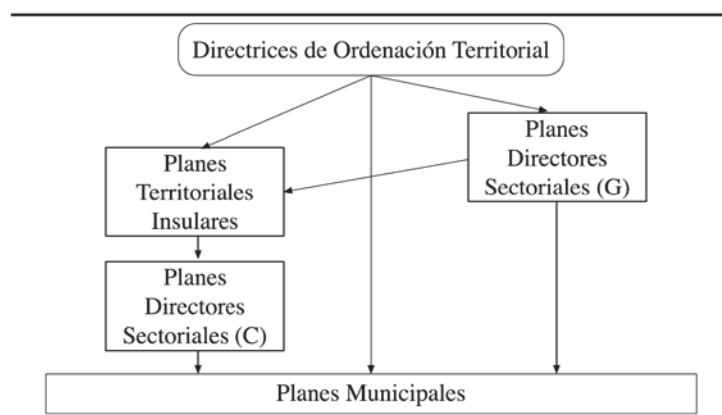 Directrices de Ordenación Territorial
Planes
Directores
Sectoriales (G)
Planes
Territoriales
Insulares
Planes
Directores
Sectoriales (C)
Planes Municipales